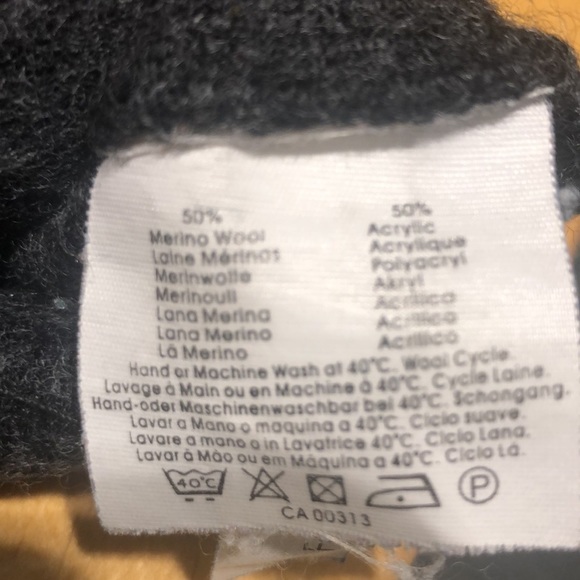 50%
Merino Wool
Laine Mérinos
Merinwolle
Merinoull
Lana Merina
Lana Merino
Lã Merino
50%
Acrylic
Acryllique
Polyacryl
Akryl
Acrilica
Acrilico
Acrillico
Hand or Machine Wash at 40°C. Wool Cycle.
Lavage à Main ou en Machine à 40°C. Cycle Laine.
Hand-oder Maschinenwaschbar bei 40°C. Schongang.
Lavar a Mano o maquina a 40°C. Ciclo suave.
Lavare a mano o in Lavatrice 40°C. Ciclo Lana.
Lavar à Mão ou em Máquina a 40°C. Ciclo Lã.
40°C
P
CA 00313